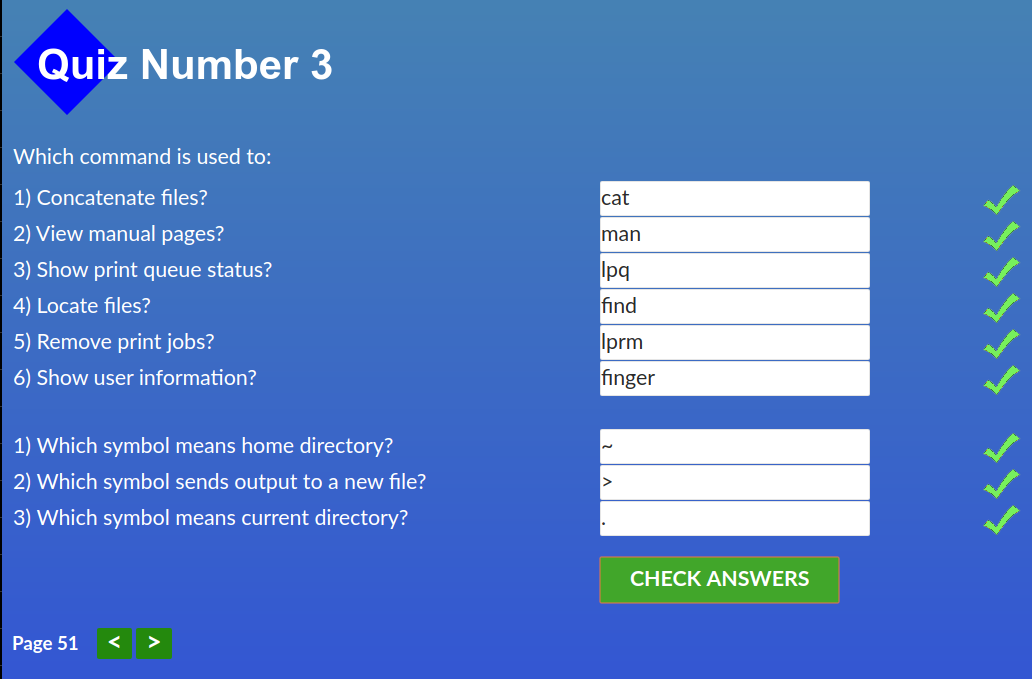 Quiz Number 3
Which command is used to:
1) Concatenate files? cat
2) View manual pages? man
3) Show print queue status? lpq
4) Locate files? find
5) Remove print jobs? lprm
6) Show user information? finger
1) Which symbol means home directory? ~
2) Which symbol sends output to a new file? >
3) Which symbol means current directory? .
CHECK ANSWERS
Page 51 < >